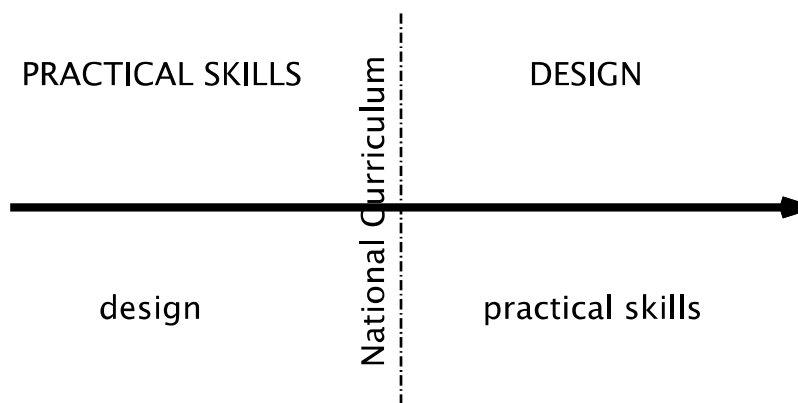 PRACTICAL SKILLS
DESIGN
National Curriculum
design
practical skills